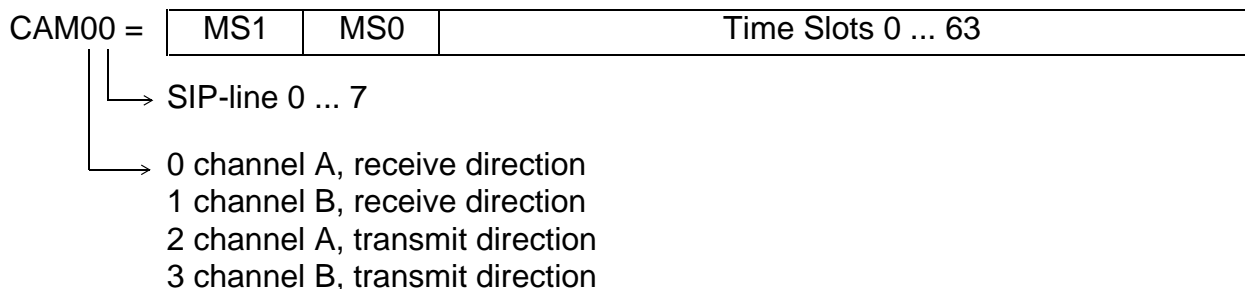 CAM00 = MS1 MS0 Time Slots 0 ... 63
SIP-line 0 ... 7
0 channel A, receive direction
1 channel B, receive direction
2 channel A, transmit direction
3 channel B, transmit direction